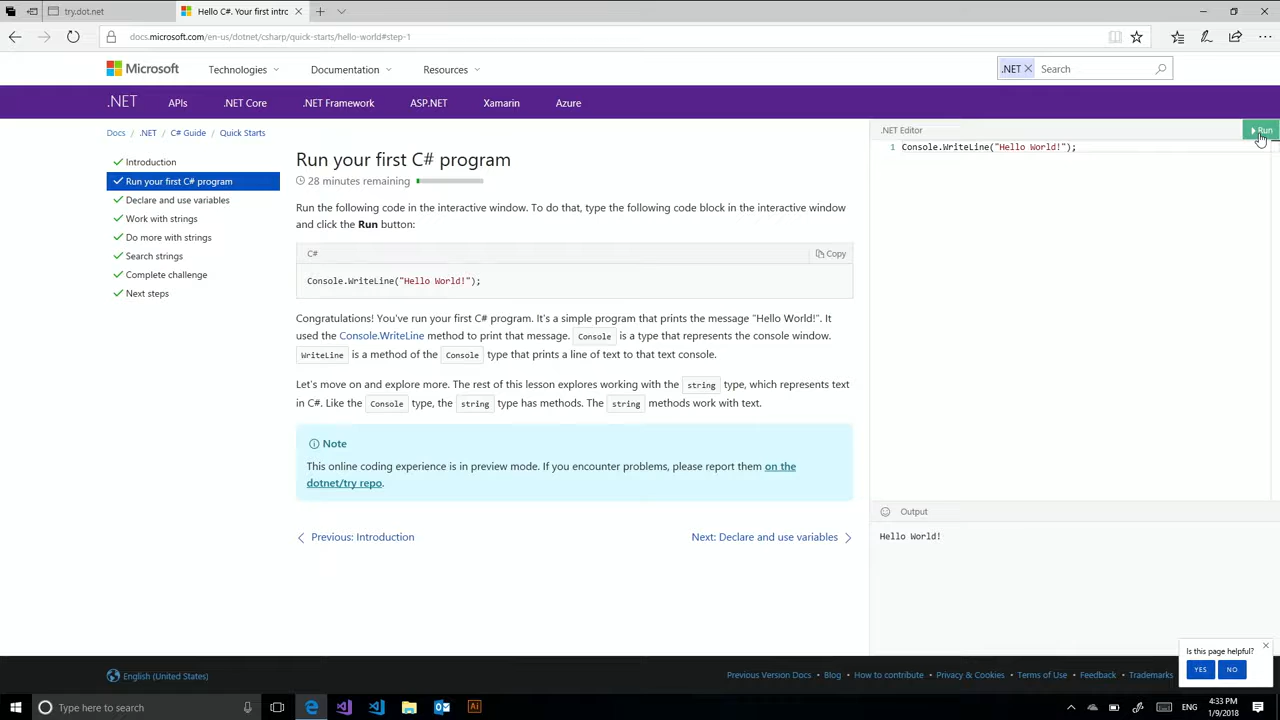 try.dot.net
Hello C#. Your first intro
docs.microsoft.com/en-us/dotnet/csharp/quick-starts/hello-world#step-1
Microsoft
Technologies
Documentation
Resources
.NET
Search
.NET
APIs
.NET Core
.NET Framework
ASP.NET
Xamarin
Azure
Docs / .NET / C# Guide / Quick Starts
Introduction
Run your first C# program
Declare and use variables
Work with strings
Do more with strings
Search strings
Complete challenge
Next steps
Run your first C# program
28 minutes remaining
Run the following code in the interactive window. To do that, type the following code block in the interactive window
and click the Run button:
C#
Copy
Console.WriteLine("Hello World!");
Congratulations! You've run your first C# program. It's a simple program that prints the message "Hello World!". It
used the Console.WriteLine method to print that message. Console is a type that represents the console window.
WriteLine is a method of the Console type that prints a line of text to that text console.
Let's move on and explore more. The rest of this lesson explores working with the string type, which represents text
in C#. Like the Console type, the string type has methods. The string methods work with text.
Note
This online coding experience is in preview mode. If you encounter problems, please report them on the
dotnet/try repo.
Previous: Introduction
Next: Declare and use variables
.NET Editor
Run
1 Console.WriteLine("Hello World!");
Output
Hello World!
Is this page helpful?
YES
NO
English (United States)
Previous Version Docs • Blog • How to contribute • Privacy & Cookies • Terms of Use • Feedback • Trademarks
Type here to search
Ai
ENG
4:33 PM
1/9/2018